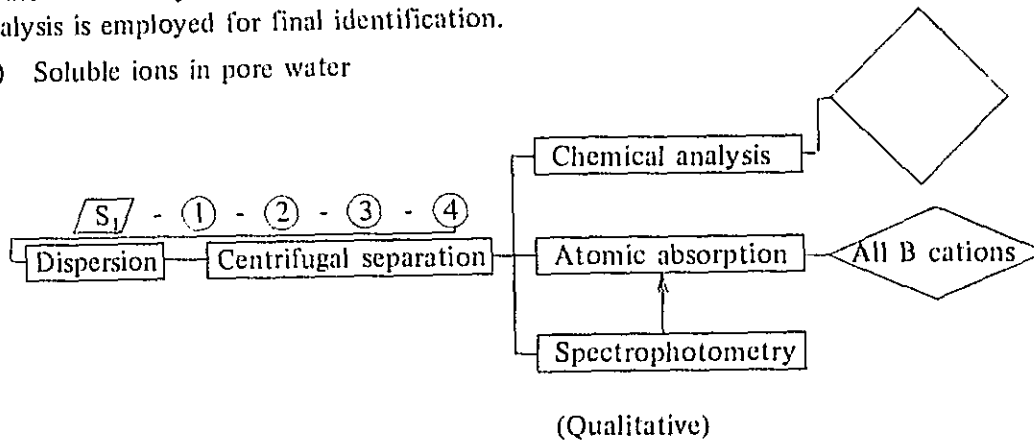 alysis is employed for final identification.
) Soluble ions in pore water
Chemical analysis
S1 - 1 - 2 - 3 - 4
Dispersion
Centrifugal separation
Atomic absorption
All B cations
Spectrophotometry
(Qualitative)